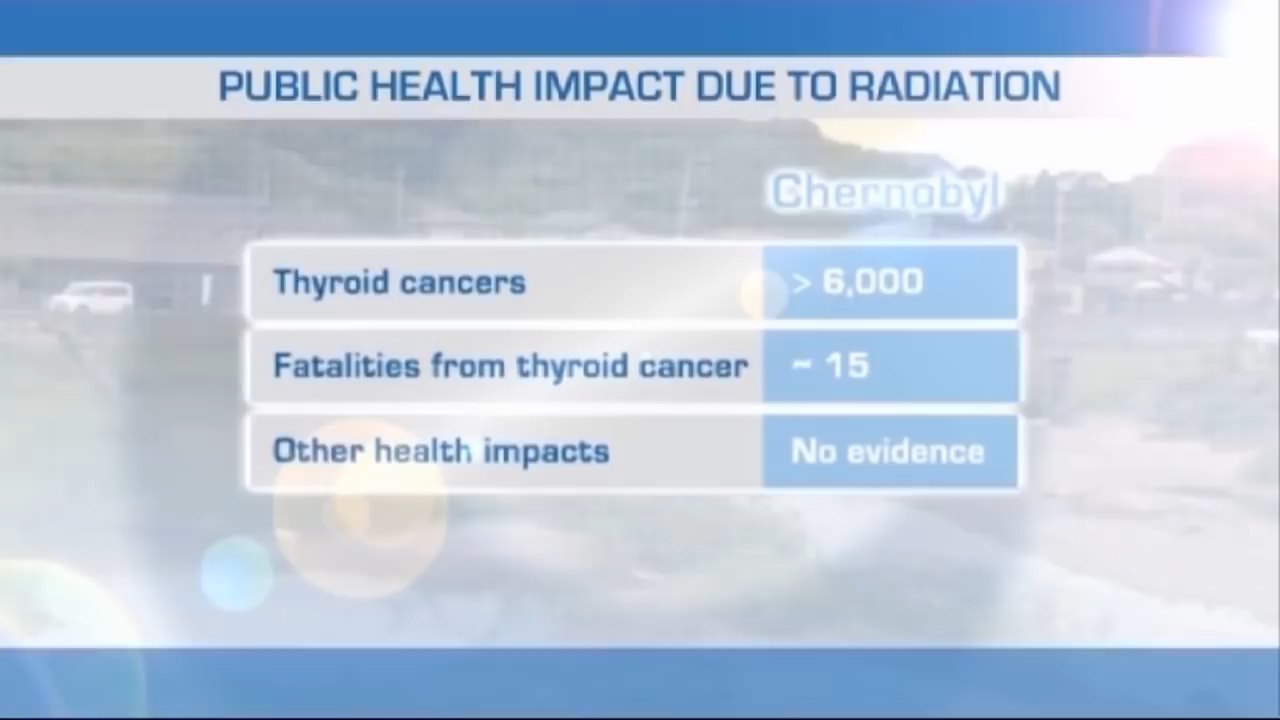 PUBLIC HEALTH IMPACT DUE TO RADIATION
Chernobyl
Thyroid cancers > 6,000
Fatalities from thyroid cancer ~ 15
Other health impacts No evidence